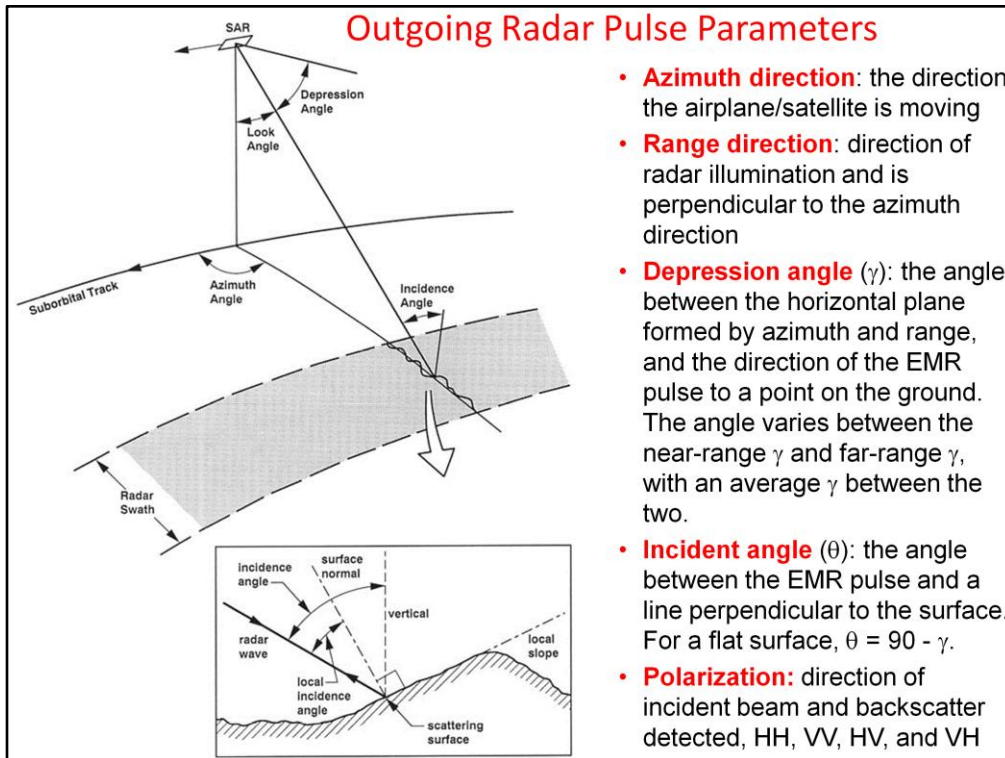 Outgoing Radar Pulse Parameters
SAR
Depression
Angle
Look
Angle
Azimuth
Angle
Suborbital Track
Incidence
Angle
Radar
Swath
incidence
angle
surface
normal
vertical
radar
wave
local
incidence
angle
local
slope
scattering
surface
• Azimuth direction: the direction
the airplane/satellite is moving
• Range direction: direction of
radar illumination and is
perpendicular to the azimuth
direction
• Depression angle (γ): the angle
between the horizontal plane
formed by azimuth and range,
and the direction of the EMR
pulse to a point on the ground.
The angle varies between the
near-range γ and far-range γ,
with an average γ between the
two.
• Incident angle (θ): the angle
between the EMR pulse and a
line perpendicular to the surface.
For a flat surface, θ = 90 - γ.
• Polarization: direction of
incident beam and backscatter
detected, HH, VV, HV, and VH